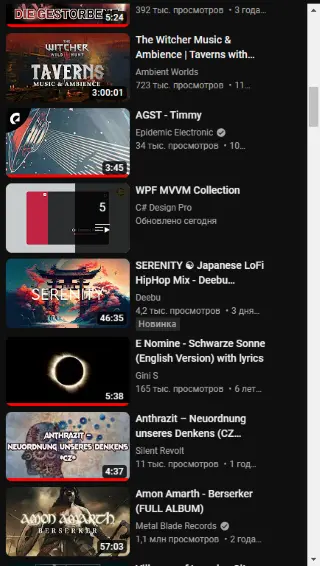 DIE GESTORBEN
5:24
392 тыс. просмотров • 3 года...
THE
WITCHER
WILD HUNT
TAVERNS
MUSIC & AMBIENCE
3:00:01
The Witcher Music &
Ambience | Taverns with...
Ambient Worlds
723 тыс. просмотров • 11...
3:45
AGST - Timmy
Epidemic Electronic
34 тыс. просмотров • 10...
5
WPF MVVM Collection
C# Design Pro
Обновлено сегодня
SERENITY
46:35
SERENITY ☯ Japanese LoFi
HipHop Mix - Deebu...
Deebu
4,2 тыс. просмотров • 3 дня...
Новинка
5:38
E Nomine - Schwarze Sonne
(English Version) with lyrics
Gini S
165 тыс. просмотров • 6 лет...
ANTHRAZIT -
NEUORDNUNG UNSERES DENKENS
*CZ*
4:37
Anthrazit – Neuordnung
unseres Denkens (CZ...
Silent Revolt
11 тыс. просмотров • 1 год...
AMON AMARTH
BERSERKER
57:03
Amon Amarth - Berserker
(FULL ALBUM)
Metal Blade Records
1,1 млн просмотров • 2 года...